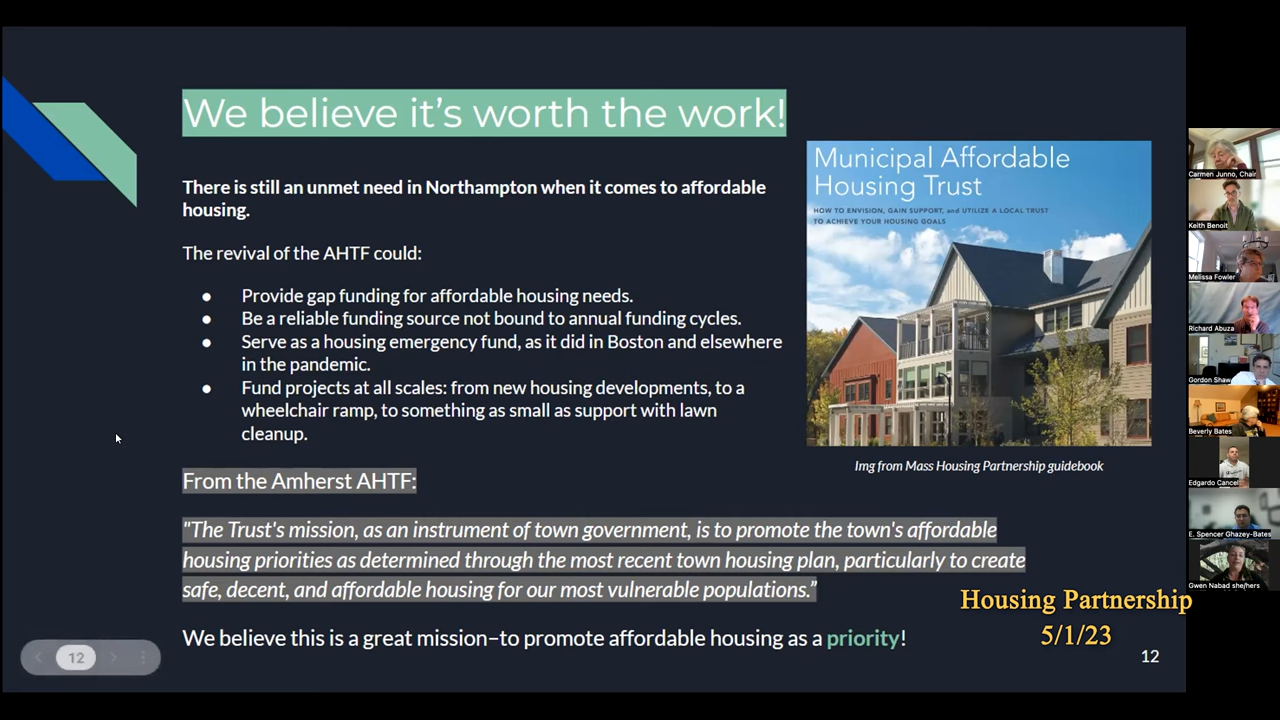 We believe it's worth the work!
There is still an unmet need in Northampton when it comes to affordable
housing.
The revival of the AHTF could:
● Provide gap funding for affordable housing needs.
● Be a reliable funding source not bound to annual funding cycles.
● Serve as a housing emergency fund, as it did in Boston and elsewhere
in the pandemic.
● Fund projects at all scales: from new housing developments, to a
wheelchair ramp, to something as small as support with lawn
cleanup.
From the Amherst AHTF:
"The Trust's mission, as an instrument of town government, is to promote the town's affordable
housing priorities as determined through the most recent town housing plan, particularly to create
safe, decent, and affordable housing for our most vulnerable populations.”
We believe this is a great mission–to promote affordable housing as a priority!
Municipal Affordable
Housing Trust
HOW TO ENVISION, GAIN SUPPORT, and UTILIZE A LOCAL TRUST
TO ACHIEVE YOUR HOUSING GOALS
Img from Mass Housing Partnership guidebook
Housing Partnership
5/1/23
12
12
Carmen Junno, Chair
Keith Benoit
Melissa Fowler
Richard Abuza
Gordon Shaw
Beverly Bates
Edgardo Cancel
E. Spencer Ghazey-Bates
Gwen Nabad she/hers